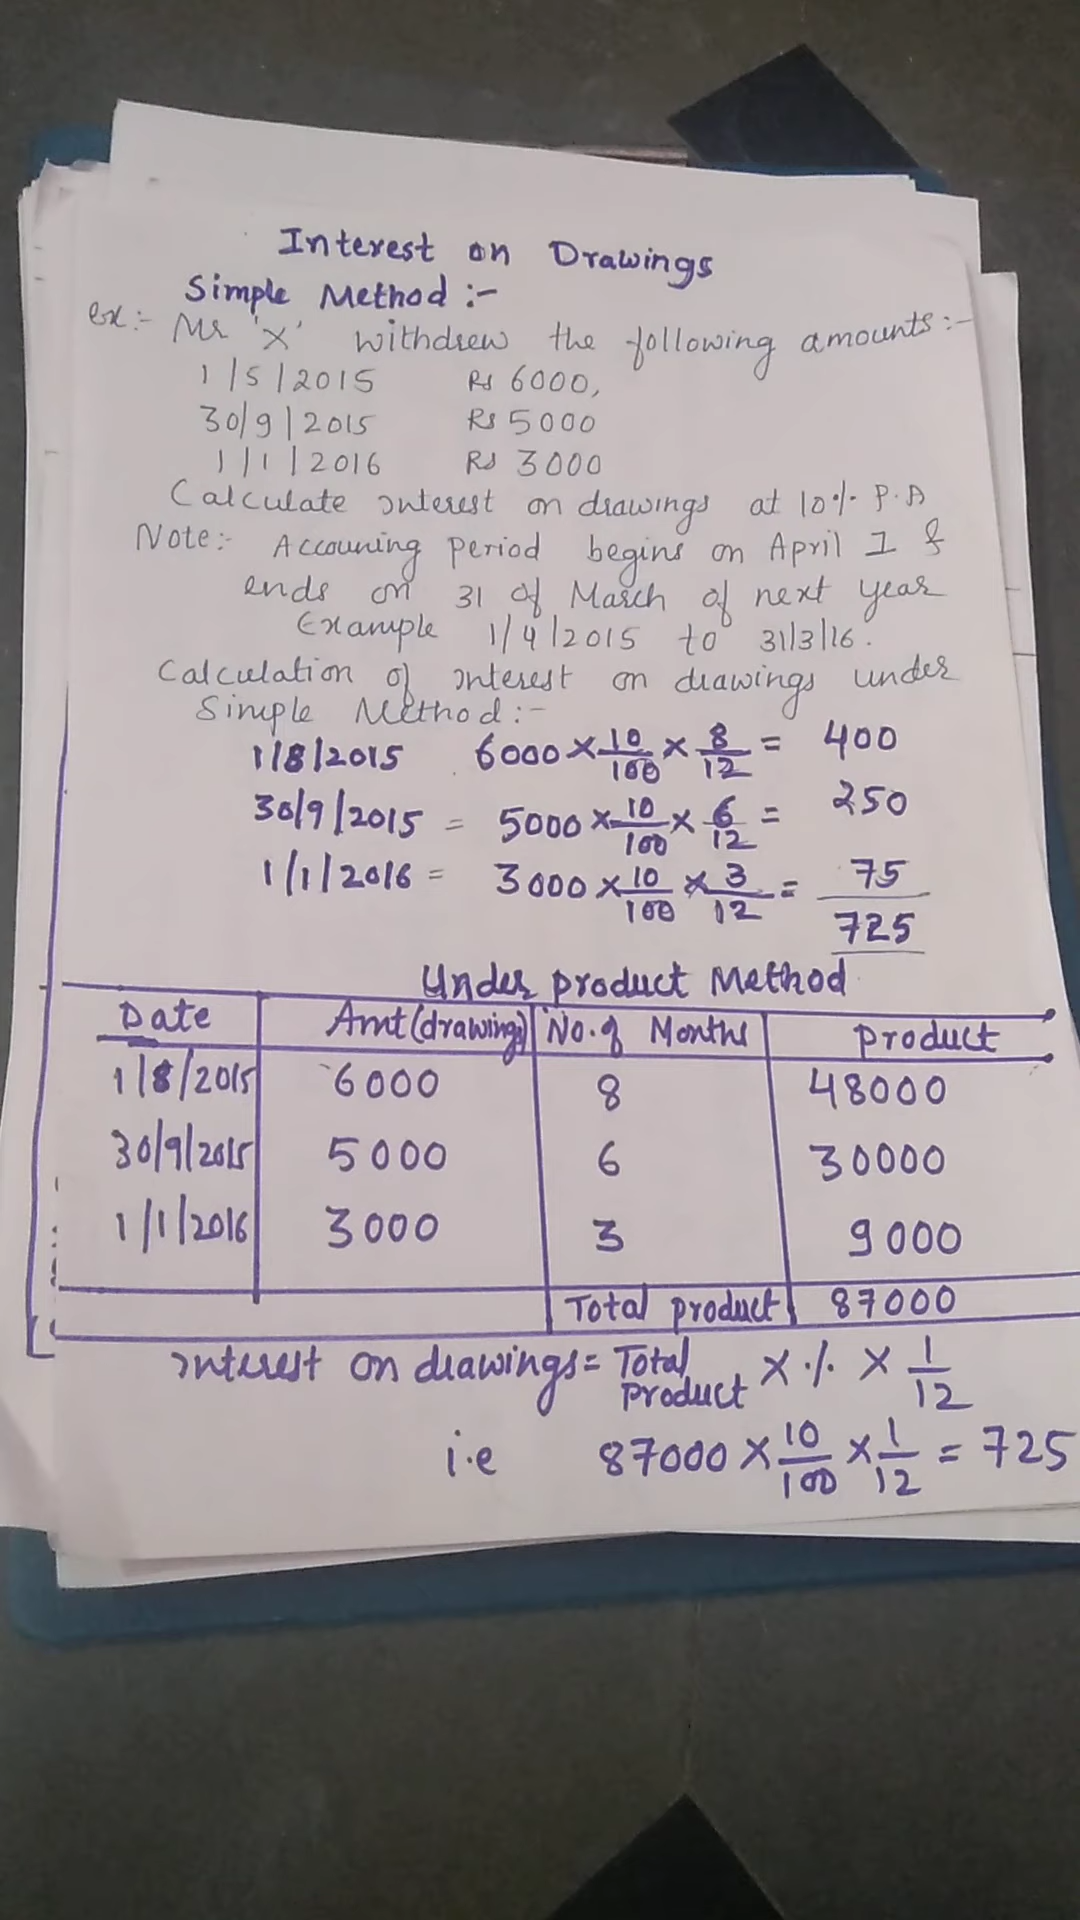 Interest on Drawings
Simple Method :-
ex:- Mr 'X' withdrew the following amounts :-
1/5/2015 Rs 6000,
30/9/2015 Rs 5000
1/1/2016 Rs 3000
Calculate interest on drawings at 10% P.A
Note:- Accouning period begins on April 1 &
ends on 31 of March of next year
Example 1/4/2015 to 31/3/16.
Calculation of interest on drawings under
Simple Method:-
1/8/2015 6000 × 10/100 × 8/12 = 400
30/9/2015 = 5000 × 10/100 × 6/12 = 250
1/1/2016 = 3000 × 10/100 × 3/12 = 75
725
Under product Method
Date Amt (drawings) No. of Months product
1/8/2015 6000 8 48000
30/9/2015 5000 6 30000
1/1/2016 3000 3 9000
Total product 87000
interest on drawings = Total product × % × 1/12
i.e 87000 × 10/100 × 1/12 = 725